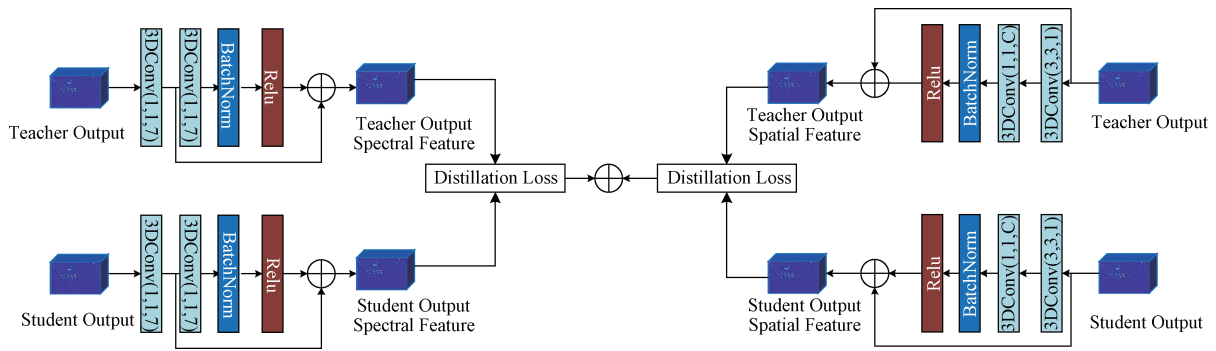 3DConv(1,1,7)
3DConv(1,1,7)
BatchNorm
Relu
Teacher Output
Teacher Output
Spectral Feature
Relu
BatchNorm
3DConv(1,1,C)
3DConv(3,3,1)
Teacher Output
Spatial Feature
Teacher Output
Distillation Loss
Distillation Loss
3DConv(1,1,7)
3DConv(1,1,7)
BatchNorm
Relu
Student Output
Student Output
Spectral Feature
Relu
BatchNorm
3DConv(1,1,C)
3DConv(3,3,1)
Student Output
Spatial Feature
Student Output